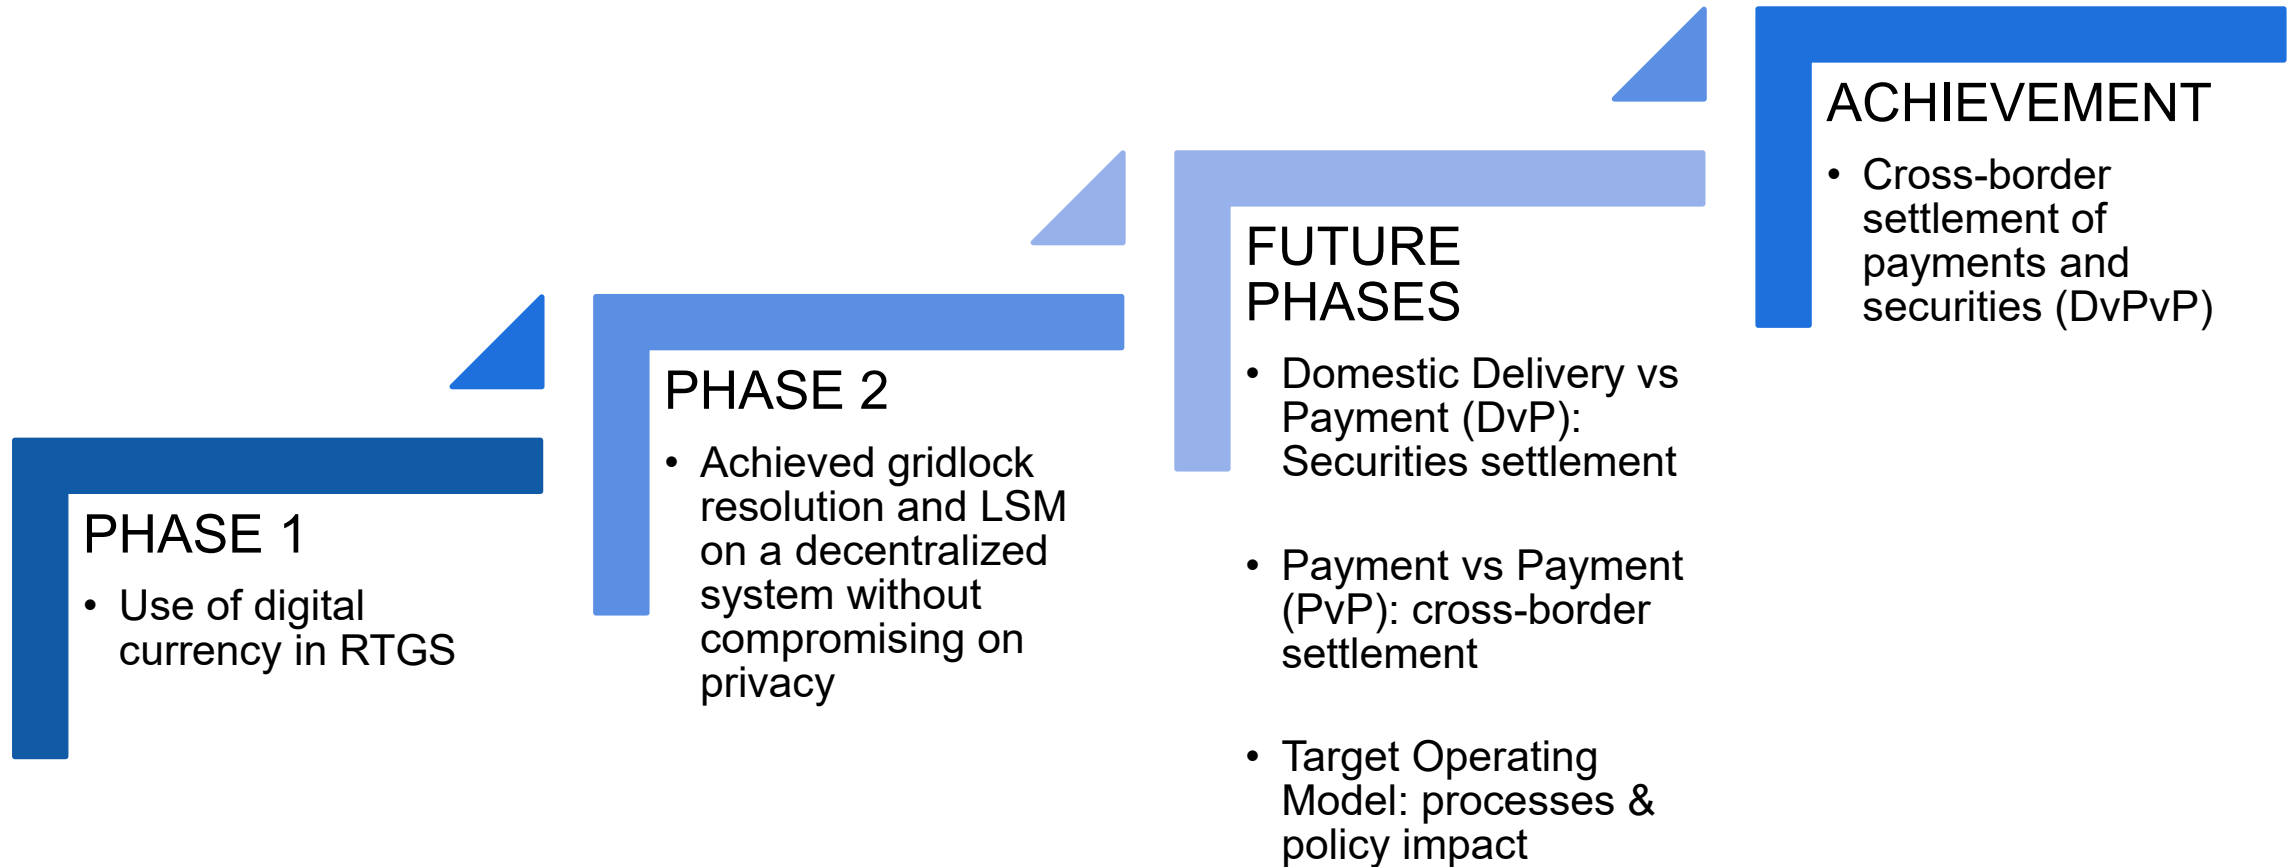 PHASE 1
• Use of digital
currency in RTGS
PHASE 2
• Achieved gridlock
resolution and LSM
on a decentralized
system without
compromising on
privacy
FUTURE
PHASES
• Domestic Delivery vs
Payment (DvP):
Securities settlement
• Payment vs Payment
(PvP): cross-border
settlement
• Target Operating
Model: processes &
policy impact
ACHIEVEMENT
• Cross-border
settlement of
payments and
securities (DvPvP)